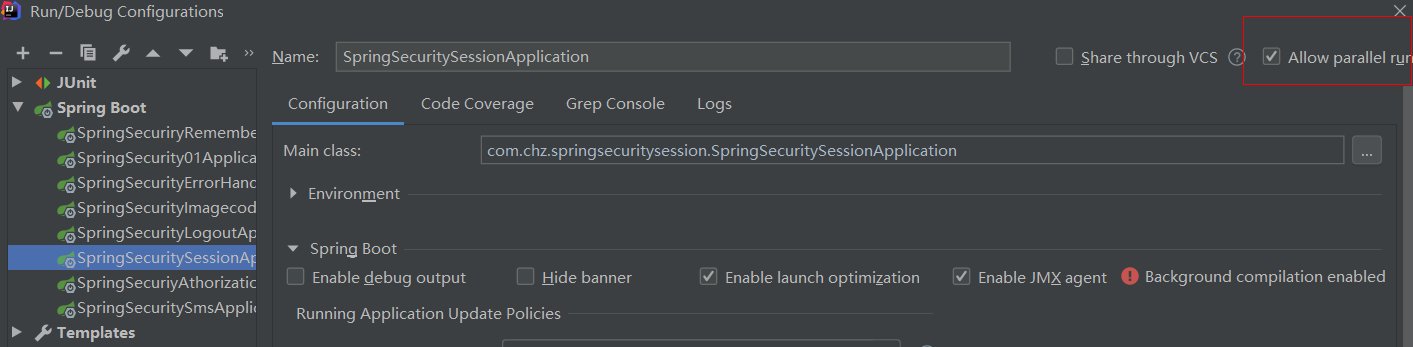 Run/Debug Configurations
Name: SpringSecuritySessionApplication Share through VCS ? Allow parallel run
JUnit
Spring Boot
SpringSecuriryRemembe
SpringSecurity01Applica
SpringSecurityErrorHand
SpringSecurityImagecod
SpringSecurityLogoutAp
SpringSecuritySessionAp
SpringSecuriyAthorizatio
SpringSecuritySmsApplic
Templates
Configuration Code Coverage Grep Console Logs
Main class: com.chz.springsecuritysession.SpringSecuritySessionApplication ...
Environment
Spring Boot
Enable debug output Hide banner Enable launch optimization Enable JMX agent Background compilation enabled
Running Application Update Policies